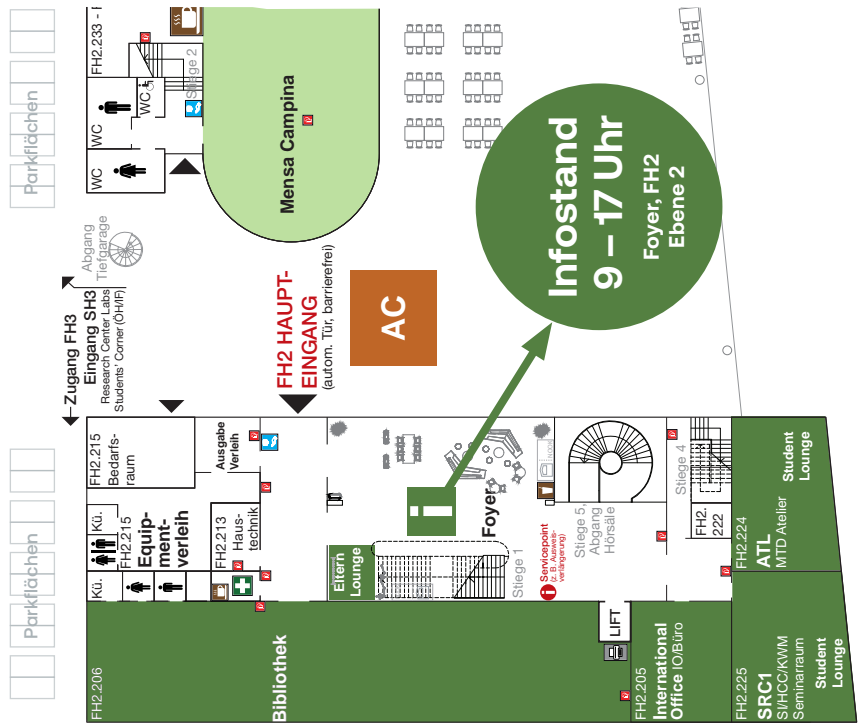 Parkflächen
Parkflächen
FH2.233 - F
Stiege 2
WC
WC
WC
Mensa Campina
Abgang
Tiefgarage
Zugang FH3
Eingang SH3
Research Center Labs
Students' Corner (ÖH/IF)
FH2 HAUPT-
EINGANG
(autom. Tür, barrierefrei)
AC
Infostand
9 – 17 Uhr
Foyer, FH2
Ebene 2
FH2.215
Bedarfs-
raum
Ausgabe
Verleih
Kü.
FH2.215
Equip-
ment-
verleih
FH2.213
Haus-
technik
Kü.
i
Foyer
Eltern
Lounge
Stiege 1
i
Servicepoint
(z. B. Ausweis-
verlängerung)
Stiege 5,
Abgang
Hörsäle
Stiege 4
FH2.
222
FH2.224
ATL
MTD Atelier
Student
Lounge
FH2.206
Bibliothek
LIFT
FH2.205
International
Office IO/Büro
FH2.225
SRC1
SI/HCC/KWM
Seminarraum
Student
Lounge